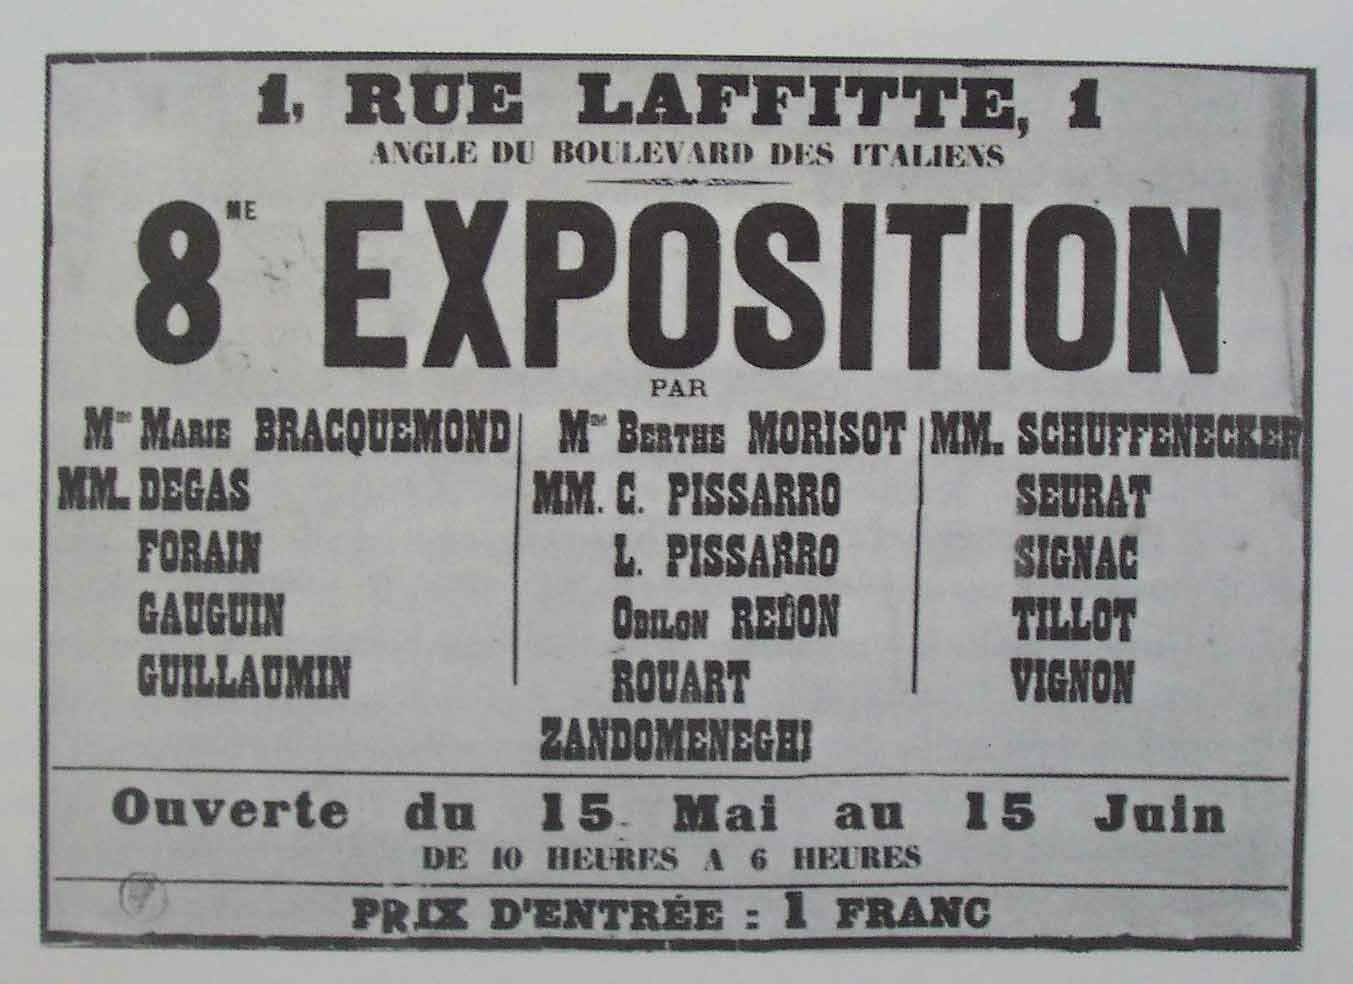 1, RUE LAFFITTE, 1
ANGLE DU BOULEVARD DES ITALIENS
8ME EXPOSITION
PAR
Mme MARIE BRACQUEMOND
MM. DEGAS
FORAIN
GAUGUIN
GUILLAUMIN
Mme BERTHE MORISOT
MM. C. PISSARRO
L. PISSARRO
ODILON REDON
ROUART
ZANDOMENEGHI
MM. SCHUFFENECKER
SEURAT
SIGNAC
TILLOT
VIGNON
Ouverte du 15 Mai au 15 Juin
DE 10 HEURES A 6 HEURES
PRIX D'ENTRÉE : 1 FRANC